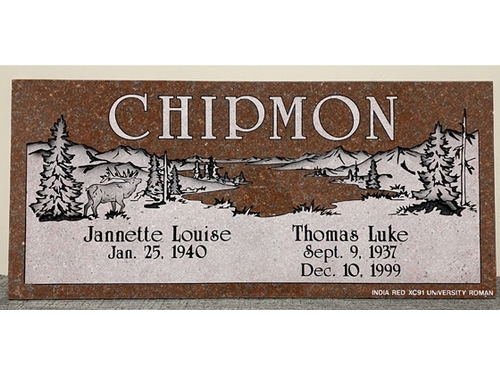 CHIPMON
Jannette Louise
Jan. 25, 1940
Thomas Luke
Sept. 9, 1937
Dec. 10, 1999
INDIA RED XC91 UNIVERSITY ROMAN